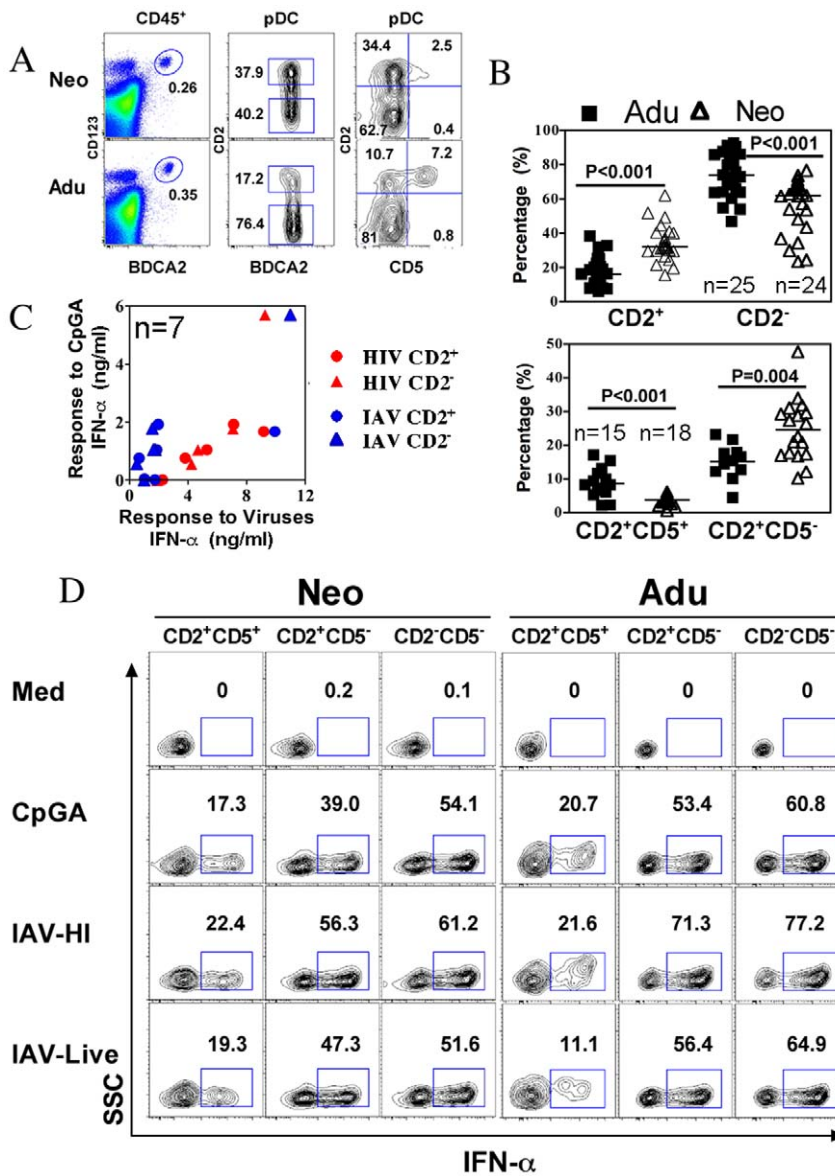 A
CD45+ pDC pDC
Neo
CD123
0.26
CD2
37.9
40.2
CD2
34.4 2.5
62.7 0.4
Adu
0.35
17.2
76.4
10.7 7.2
81 0.8
BDCA2 BDCA2 CD5
B
Adu Neo
Percentage (%)
100
80
60
40
20
0
P<0.001
P<0.001
n=25 n=24
CD2+ CD2-
Percentage (%)
50
40
30
20
10
0
P<0.001
P=0.004
n=15 n=18
CD2+CD5+ CD2+CD5-
C
Response to CpGA
IFN-α (ng/ml)
6
4
2
0
n=7
0 4 8 12
Response to Viruses
IFN-α (ng/ml)
HIV CD2+
HIV CD2-
IAV CD2+
IAV CD2-
D
Neo Adu
CD2+CD5+ CD2+CD5- CD2-CD5- CD2+CD5+ CD2+CD5- CD2-CD5-
Med 0 0.2 0.1 0 0 0
CpGA 17.3 39.0 54.1 20.7 53.4 60.8
IAV-HI 22.4 56.3 61.2 21.6 71.3 77.2
IAV-Live 19.3 47.3 51.6 11.1 56.4 64.9
SSC
IFN-α